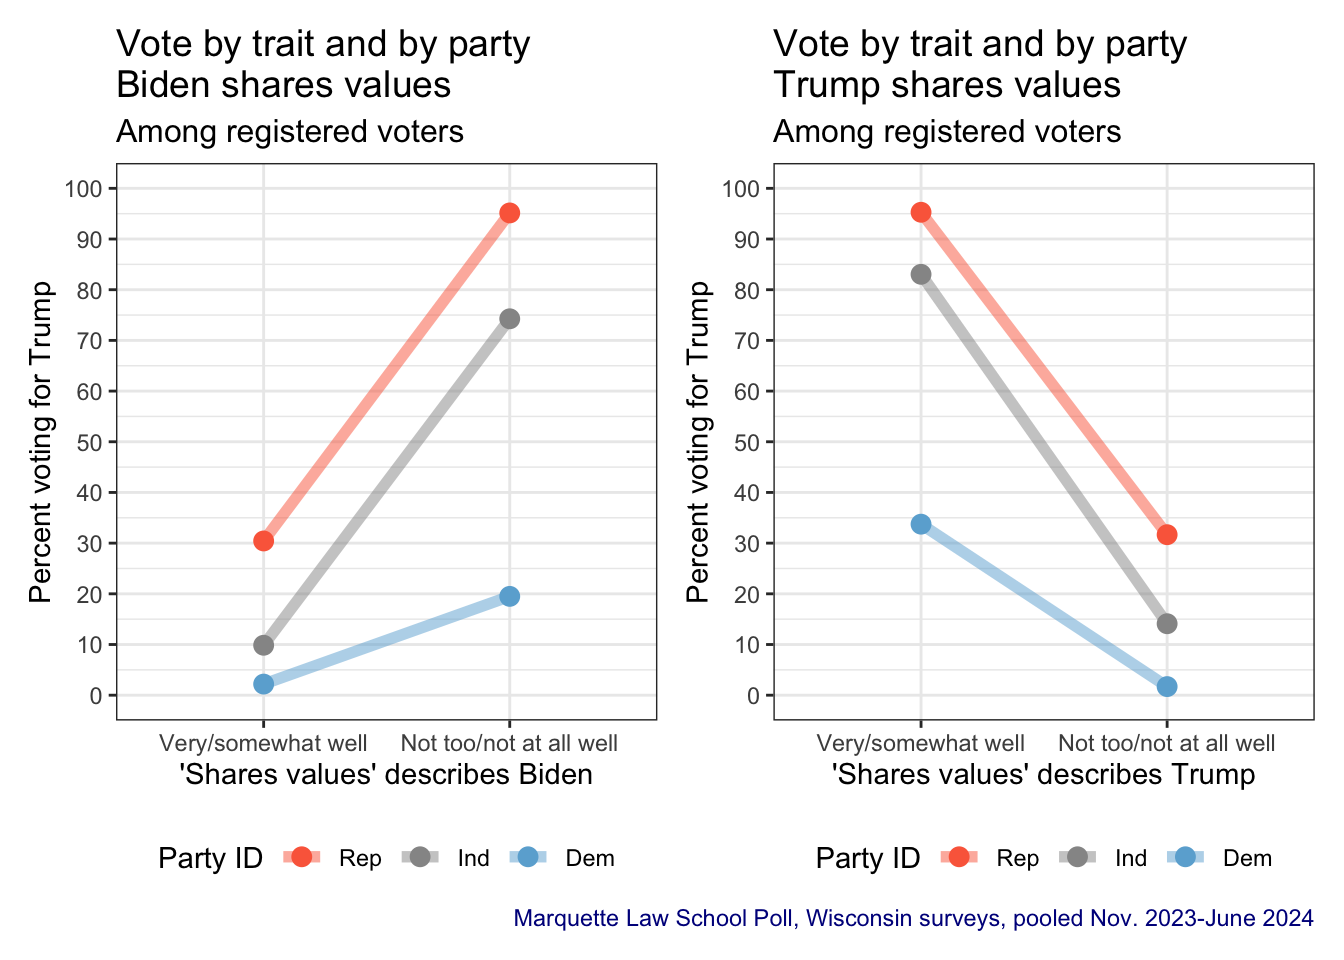 Vote by trait and by party
Biden shares values
Among registered voters
Percent voting for Trump
100
90
80
70
60
50
40
30
20
10
0
Very/somewhat well
Not too/not at all well
'Shares values' describes Biden
Party ID Rep Ind Dem
Vote by trait and by party
Trump shares values
Among registered voters
Percent voting for Trump
100
90
80
70
60
50
40
30
20
10
0
Very/somewhat well
Not too/not at all well
'Shares values' describes Trump
Party ID Rep Ind Dem
Marquette Law School Poll, Wisconsin surveys, pooled Nov. 2023-June 2024